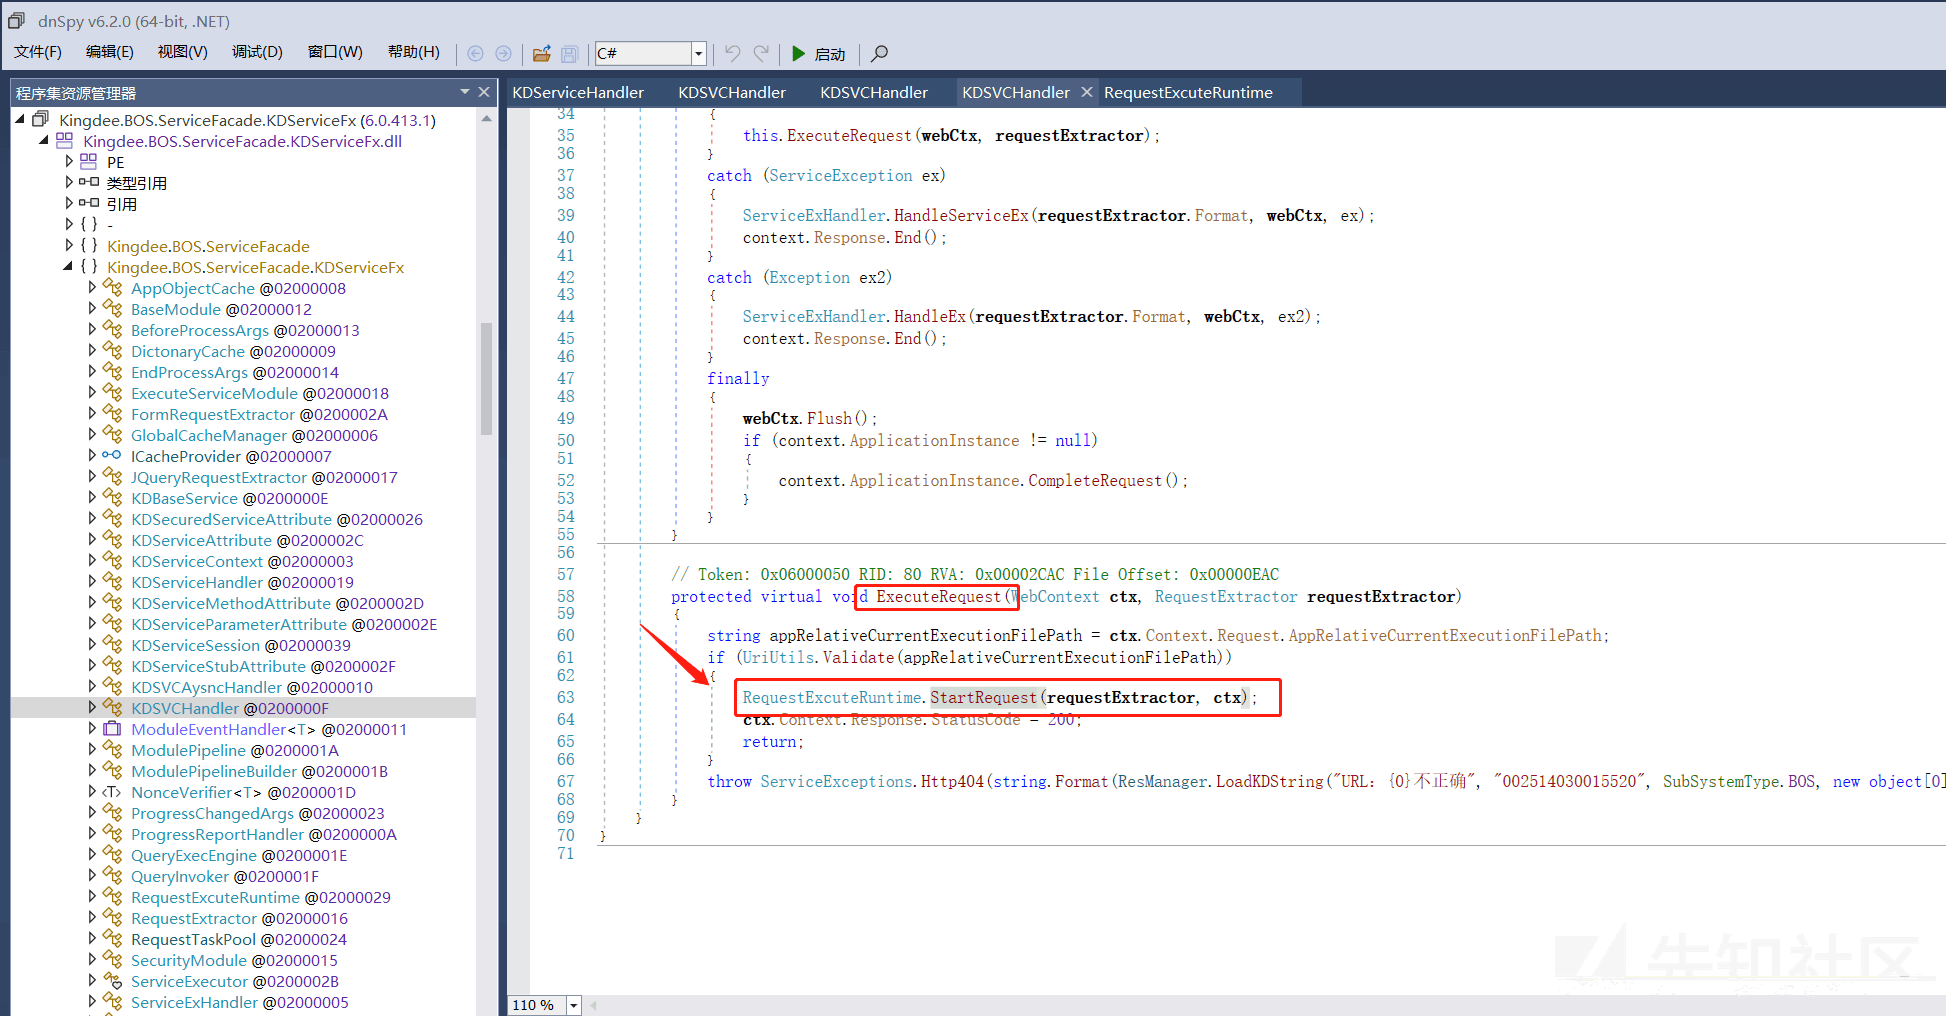 dnSpy v6.2.0 (64-bit, .NET)
文件(F) 编辑(E) 视图(V) 调试(D) 窗口(W) 帮助(H) C# 启动
程序集资源管理器
Kingdee.BOS.ServiceFacade.KDServiceFx (6.0.413.1)
Kingdee.BOS.ServiceFacade.KDServiceFx.dll
PE
类型引用
引用
{ } -
{ } Kingdee.BOS.ServiceFacade
{ } Kingdee.BOS.ServiceFacade.KDServiceFx
AppObjectCache @02000008
BaseModule @02000012
BeforeProcessArgs @02000013
DictonaryCache @02000009
EndProcessArgs @02000014
ExecuteServiceModule @02000018
FormRequestExtractor @0200002A
GlobalCacheManager @02000006
ICacheProvider @02000007
JQueryRequestExtractor @02000017
KDBaseService @0200000E
KDSecuredServiceAttribute @02000026
KDServiceAttribute @0200002C
KDServiceContext @02000003
KDServiceHandler @02000019
KDServiceMethodAttribute @0200002D
KDServiceParameterAttribute @0200002E
KDServiceSession @02000039
KDServiceStubAttribute @0200002F
KDSVCAysncHandler @02000010
KDSVCHandler @0200000F
ModuleEventHandler<T> @02000011
ModulePipeline @0200001A
ModulePipelineBuilder @0200001B
<T> NonceVerifier<T> @0200001D
ProgressChangedArgs @02000023
ProgressReportHandler @0200000A
QueryExecEngine @0200001E
QueryInvoker @0200001F
RequestExcuteRuntime @02000029
RequestExtractor @02000016
RequestTaskPool @02000024
SecurityModule @02000015
ServiceExecutor @0200002B
ServiceExHandler @02000005
KDServiceHandler KDSVCHandler KDSVCHandler KDSVCHandler RequestExcuteRuntime
34 {
35 this.ExecuteRequest(webCtx, requestExtractor);
36 }
37 catch (ServiceException ex)
38 {
39 ServiceExHandler.HandleServiceEx(requestExtractor.Format, webCtx, ex);
40 context.Response.End();
41 }
42 catch (Exception ex2)
43 {
44 ServiceExHandler.HandleEx(requestExtractor.Format, webCtx, ex2);
45 context.Response.End();
46 }
47 finally
48 {
49 webCtx.Flush();
50 if (context.ApplicationInstance != null)
51 {
52 context.ApplicationInstance.CompleteRequest();
53 }
54 }
55 }
56
57 // Token: 0x06000050 RID: 80 RVA: 0x00002CAC File Offset: 0x00000EAC
58 protected virtual void ExecuteRequest(WebContext ctx, RequestExtractor requestExtractor)
59 {
60 string appRelativeCurrentExecutionFilePath = ctx.Context.Request.AppRelativeCurrentExecutionFilePath;
61 if (UriUtils.Validate(appRelativeCurrentExecutionFilePath))
62 {
63 RequestExcuteRuntime.StartRequest(requestExtractor, ctx);
64 ctx.Context.Response.StatusCode = 200;
65 return;
66 }
67 throw ServiceExceptions.Http404(string.Format(ResManager.LoadKDString("URL: {0}不正确", "002514030015520", SubSystemType.BOS, new object[0]
68 }
69 }
70 }
71
110 %
先知社区